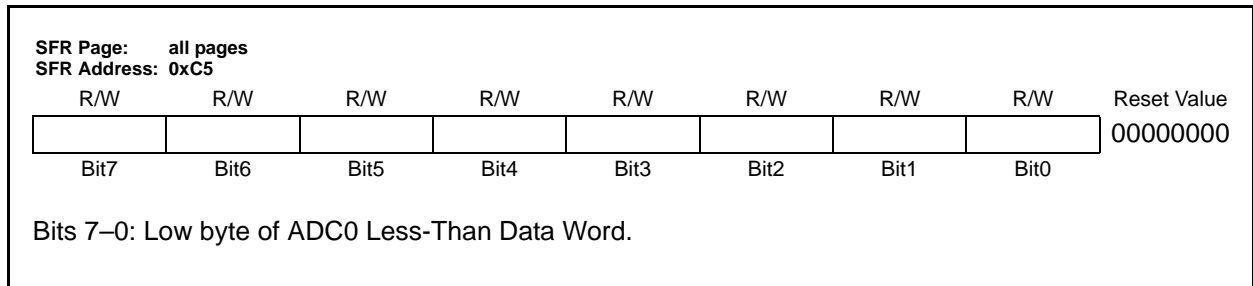 SFR Page: all pages
SFR Address: 0xC5
R/W R/W R/W R/W R/W R/W R/W R/W Reset Value
00000000
Bit7 Bit6 Bit5 Bit4 Bit3 Bit2 Bit1 Bit0
Bits 7–0: Low byte of ADC0 Less-Than Data Word.